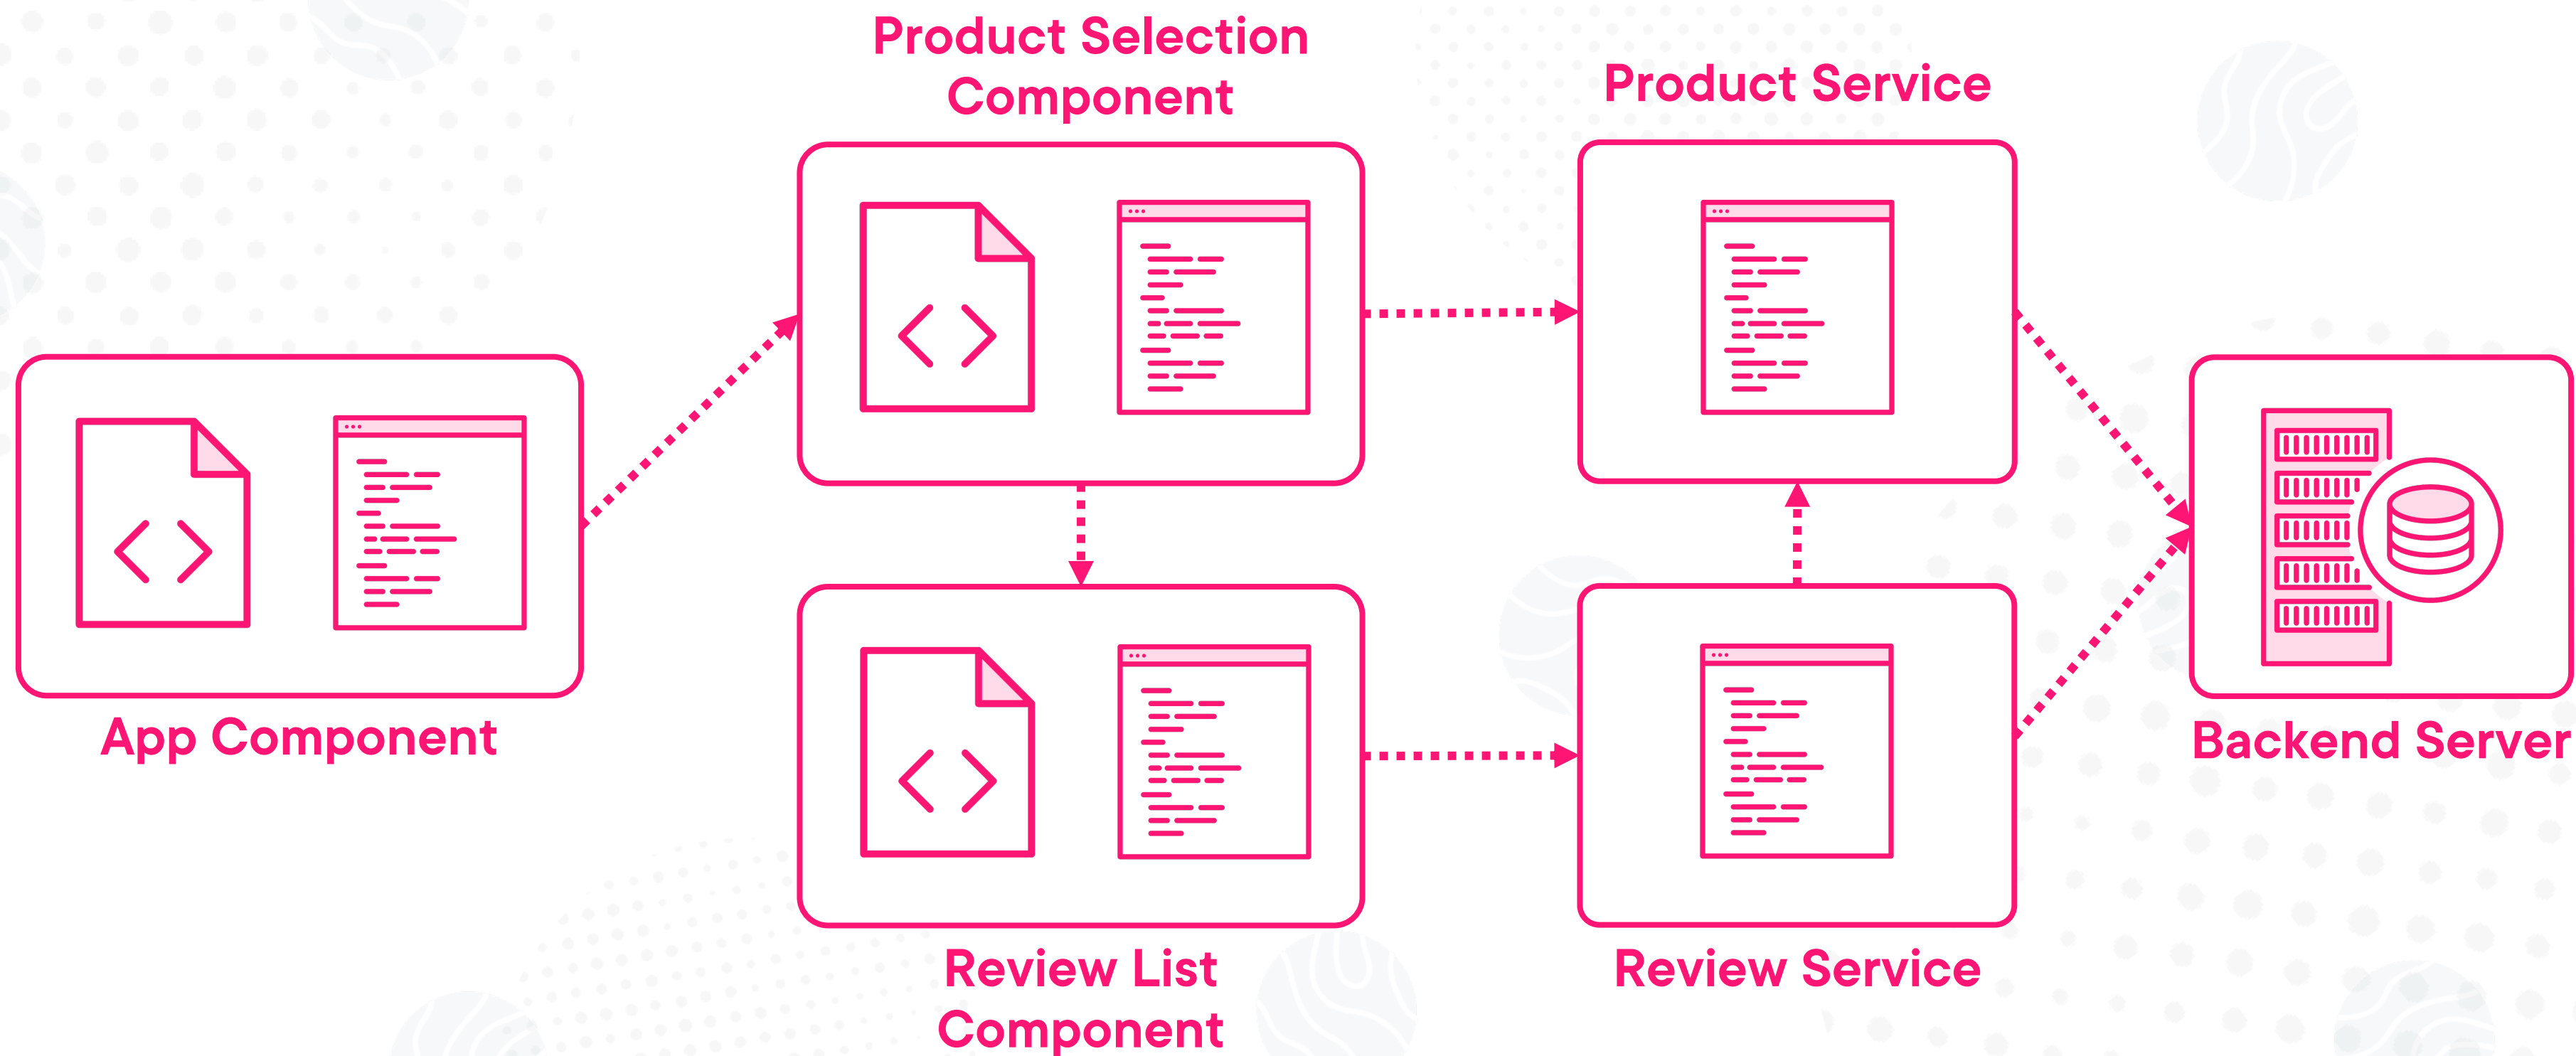 Product Selection
Component
Product Service
App Component
Backend Server
Review List
Component
Review Service